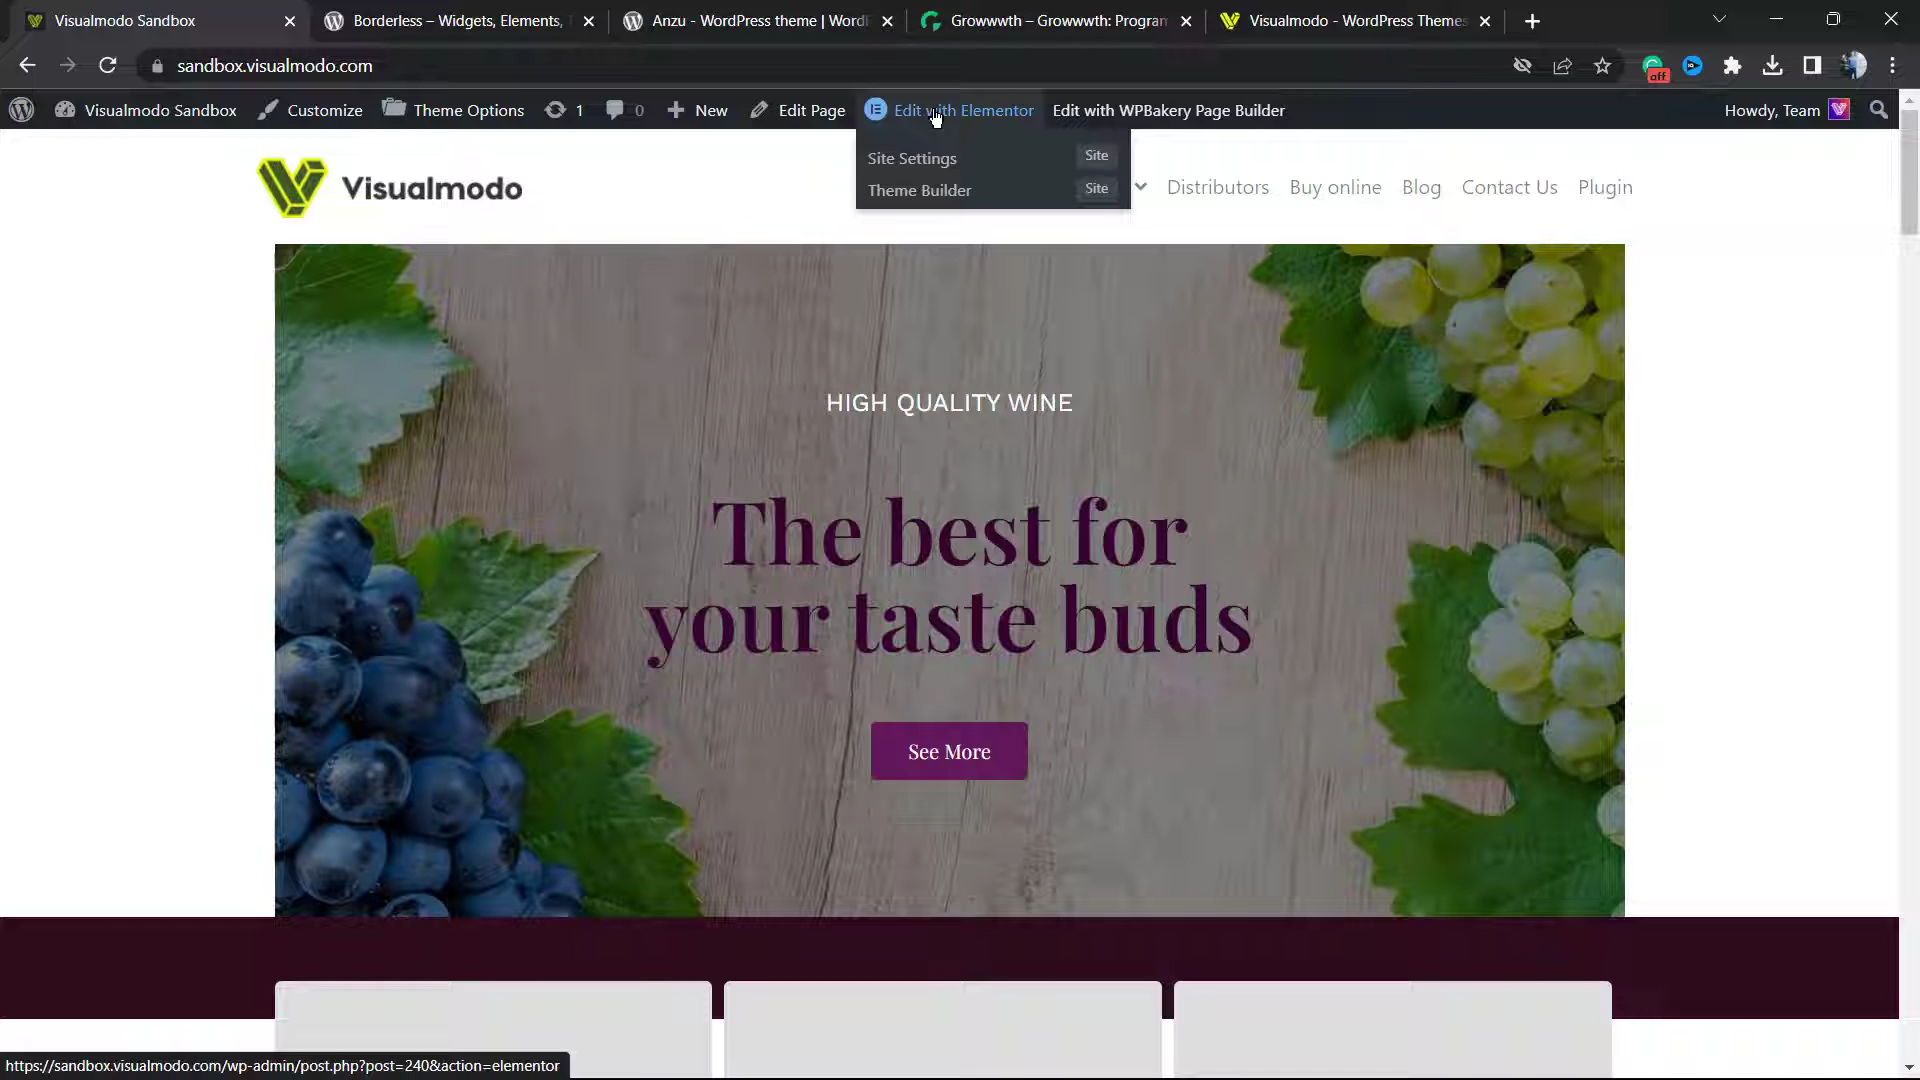 Visualmodo Sandbox
Borderless – Widgets, Elements,
Anzu - WordPress theme | Word
Growwwth – Growwwth: Program
Visualmodo - WordPress Themes
sandbox.visualmodo.com
off
Visualmodo Sandbox
Customize
Theme Options
1
0
New
Edit Page
Edit with Elementor
Edit with WPBakery Page Builder
Howdy, Team
Site Settings Site
Theme Builder Site
Visualmodo
Distributors
Buy online
Blog
Contact Us
Plugin
HIGH QUALITY WINE
The best for
your taste buds
See More
https://sandbox.visualmodo.com/wp-admin/post.php?post=240&action=elementor